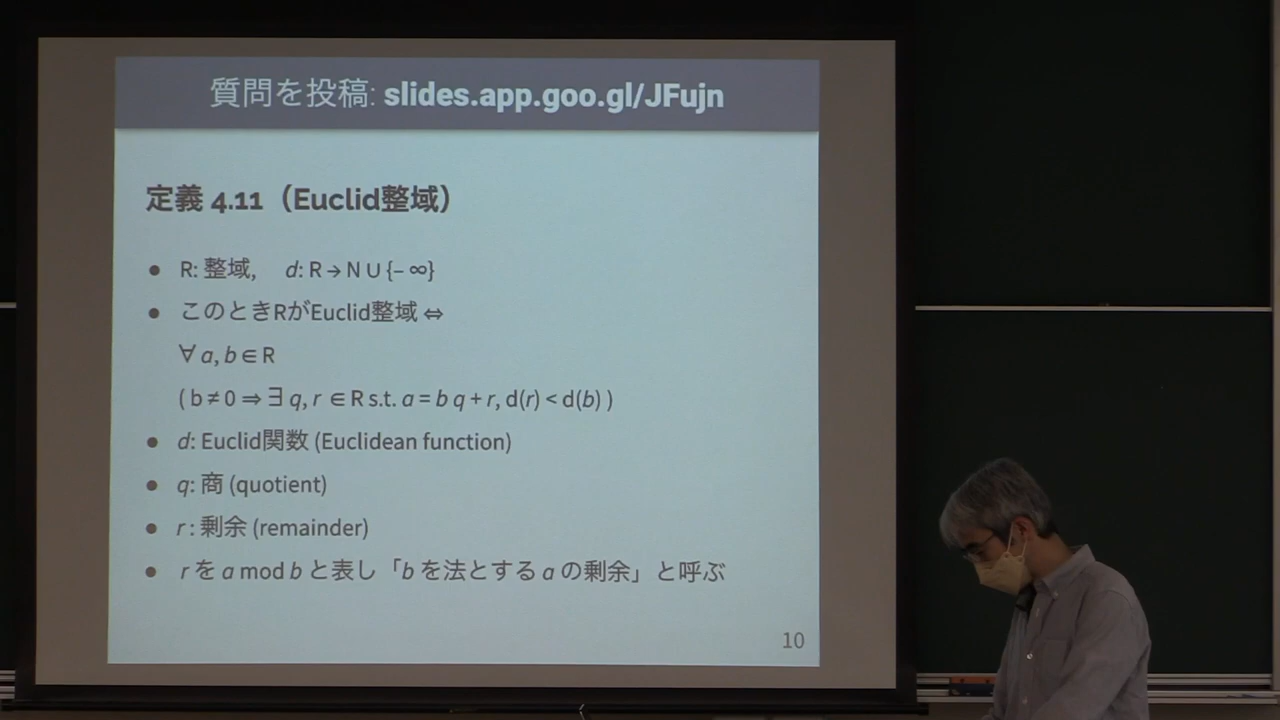 質問を投稿: slides.app.goo.gl/JFujn
定義 4.11（Euclid整域）
● R: 整域, d: R → N ∪ {- ∞}
● このときRがEuclid整域 ⇔
∀ a, b ∈ R
( b ≠ 0 ⇒ ∃ q, r ∈ R s.t. a = b q + r, d(r) < d(b) )
● d: Euclid関数 (Euclidean function)
● q: 商 (quotient)
● r : 剰余 (remainder)
● r を a mod b と表し「b を法とする a の剰余」と呼ぶ
10